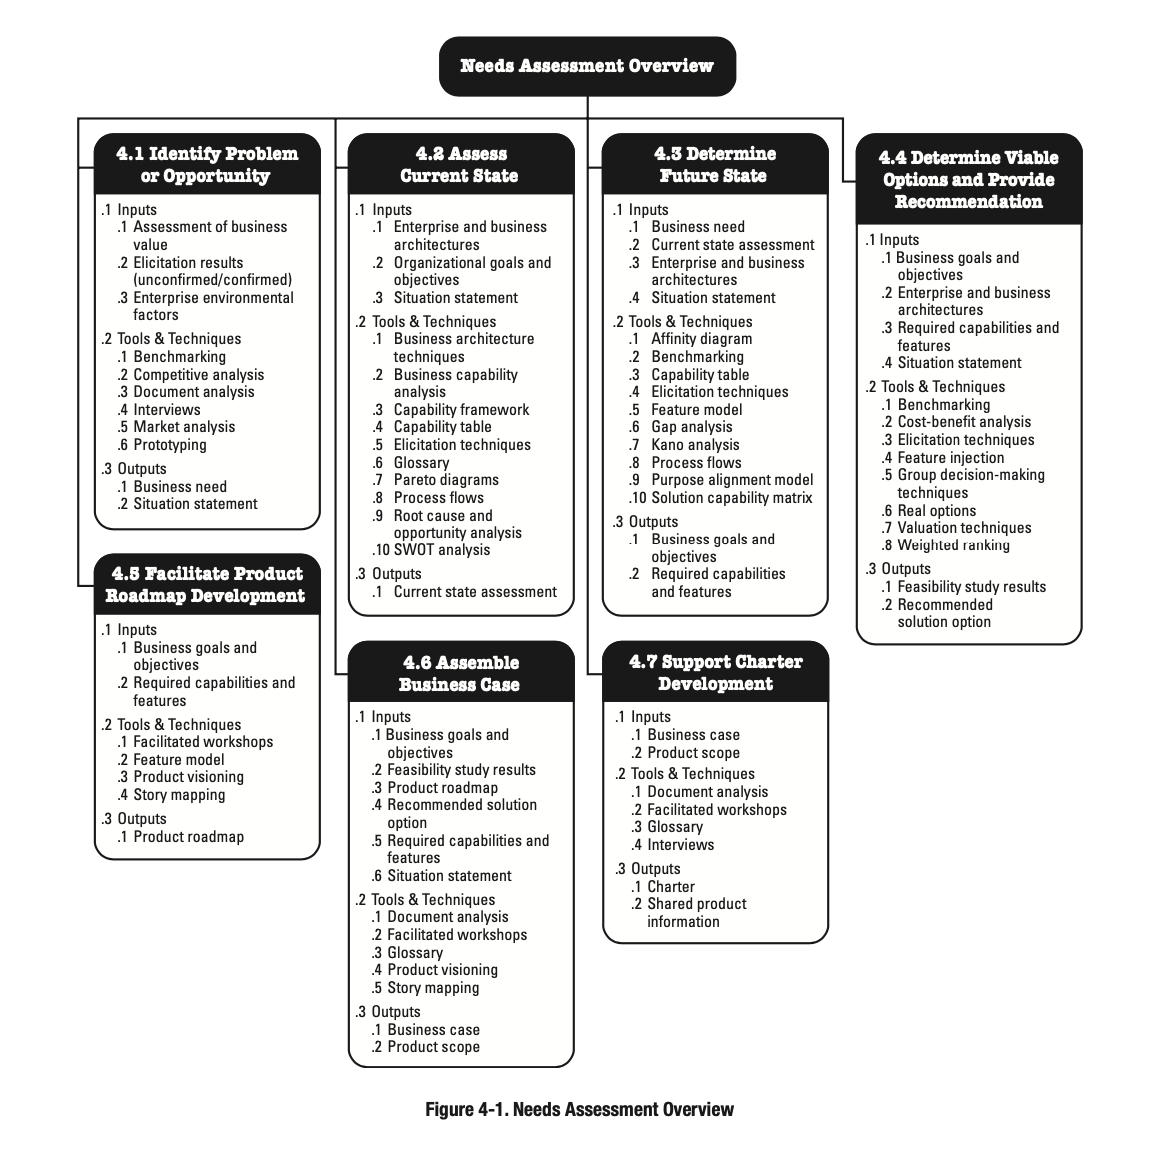 Needs Assessment Overview
4.1 Identify Problem
or Opportunity
.1 Inputs
.1 Assessment of business
value
.2 Elicitation results
(unconfirmed/confirmed)
.3 Enterprise environmental
factors
.2 Tools & Techniques
.1 Benchmarking
.2 Competitive analysis
.3 Document analysis
.4 Interviews
.5 Market analysis
.6 Prototyping
.3 Outputs
.1 Business need
.2 Situation statement
4.2 Assess
Current State
.1 Inputs
.1 Enterprise and business
architectures
.2 Organizational goals and
objectives
.3 Situation statement
.2 Tools & Techniques
.1 Business architecture
techniques
.2 Business capability
analysis
.3 Capability framework
.4 Capability table
.5 Elicitation techniques
.6 Glossary
.7 Pareto diagrams
.8 Process flows
.9 Root cause and
opportunity analysis
.10 SWOT analysis
.3 Outputs
.1 Current state assessment
4.3 Determine
Future State
.1 Inputs
.1 Business need
.2 Current state assessment
.3 Enterprise and business
architectures
.4 Situation statement
.2 Tools & Techniques
.1 Affinity diagram
.2 Benchmarking
.3 Capability table
.4 Elicitation techniques
.5 Feature model
.6 Gap analysis
.7 Kano analysis
.8 Process flows
.9 Purpose alignment model
.10 Solution capability matrix
.3 Outputs
.1 Business goals and
objectives
.2 Required capabilities
and features
4.4 Determine Viable
Options and Provide
Recommendation
.1 Inputs
.1 Business goals and
objectives
.2 Enterprise and business
architectures
.3 Required capabilities and
features
.4 Situation statement
.2 Tools & Techniques
.1 Benchmarking
.2 Cost-benefit analysis
.3 Elicitation techniques
.4 Feature injection
.5 Group decision-making
techniques
.6 Real options
.7 Valuation techniques
.8 Weighted ranking
.3 Outputs
.1 Feasibility study results
.2 Recommended
solution option
4.5 Facilitate Product
Roadmap Development
.1 Inputs
.1 Business goals and
objectives
.2 Required capabilities and
features
.2 Tools & Techniques
.1 Facilitated workshops
.2 Feature model
.3 Product visioning
.4 Story mapping
.3 Outputs
.1 Product roadmap
4.6 Assemble
Business Case
.1 Inputs
.1 Business goals and
objectives
.2 Feasibility study results
.3 Product roadmap
.4 Recommended solution
option
.5 Required capabilities and
features
.6 Situation statement
.2 Tools & Techniques
.1 Document analysis
.2 Facilitated workshops
.3 Glossary
.4 Product visioning
.5 Story mapping
.3 Outputs
.1 Business case
.2 Product scope
4.7 Support Charter
Development
.1 Inputs
.1 Business case
.2 Product scope
.2 Tools & Techniques
.1 Document analysis
.2 Facilitated workshops
.3 Glossary
.4 Interviews
.3 Outputs
.1 Charter
.2 Shared product
information
Figure 4-1. Needs Assessment Overview